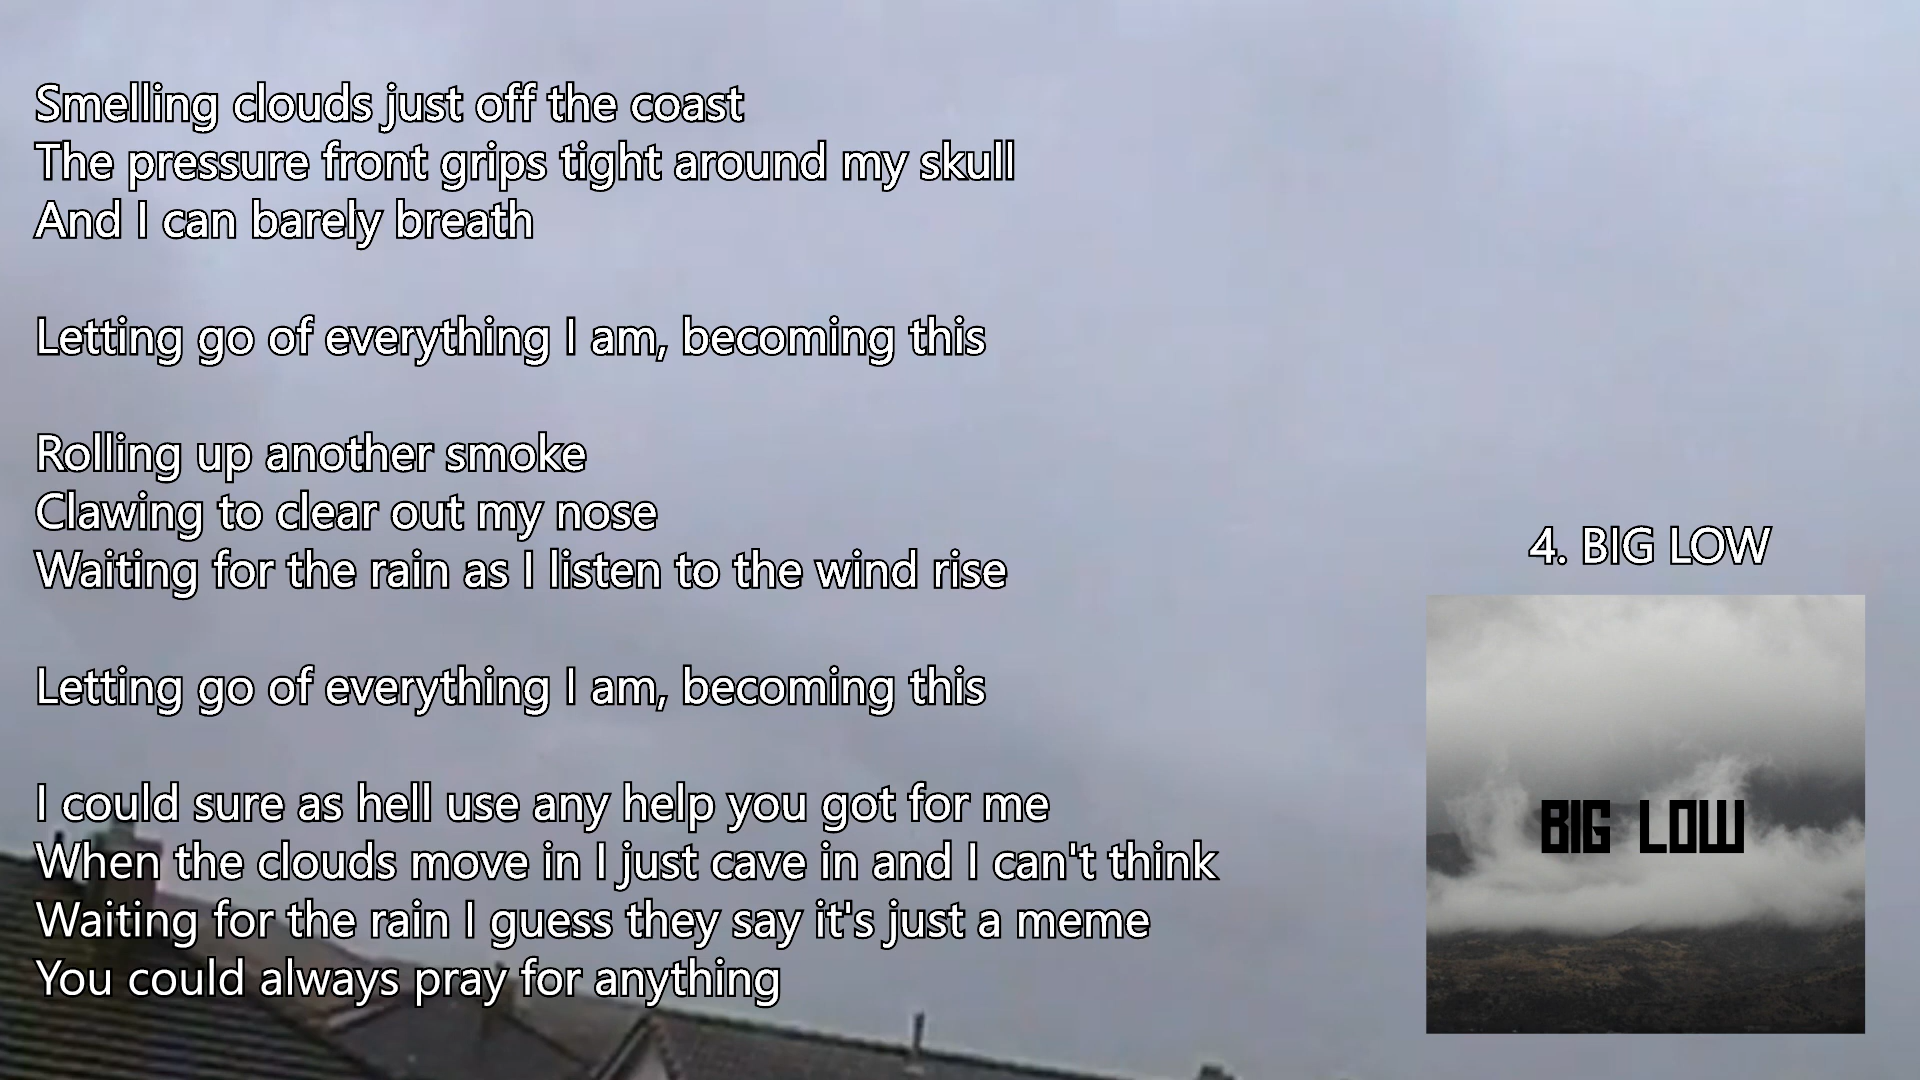 Smelling clouds just off the coast
The pressure front grips tight around my skull
And I can barely breath
Letting go of everything I am, becoming this
Rolling up another smoke
Clawing to clear out my nose
Waiting for the rain as I listen to the wind rise
Letting go of everything I am, becoming this
I could sure as hell use any help you got for me
When the clouds move in I just cave in and I can't think
Waiting for the rain I guess they say it's just a meme
You could always pray for anything
4. BIG LOW
BIG LOW